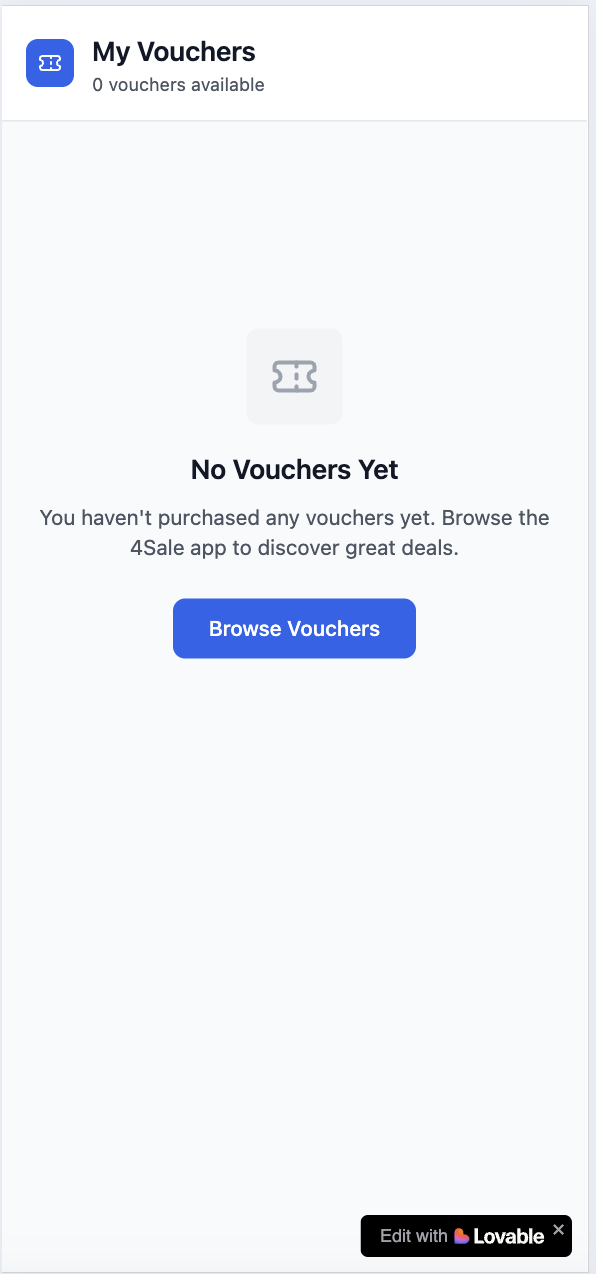 My Vouchers
0 vouchers available
No Vouchers Yet
You haven't purchased any vouchers yet. Browse the
4Sale app to discover great deals.
Browse Vouchers
Edit with Lovable